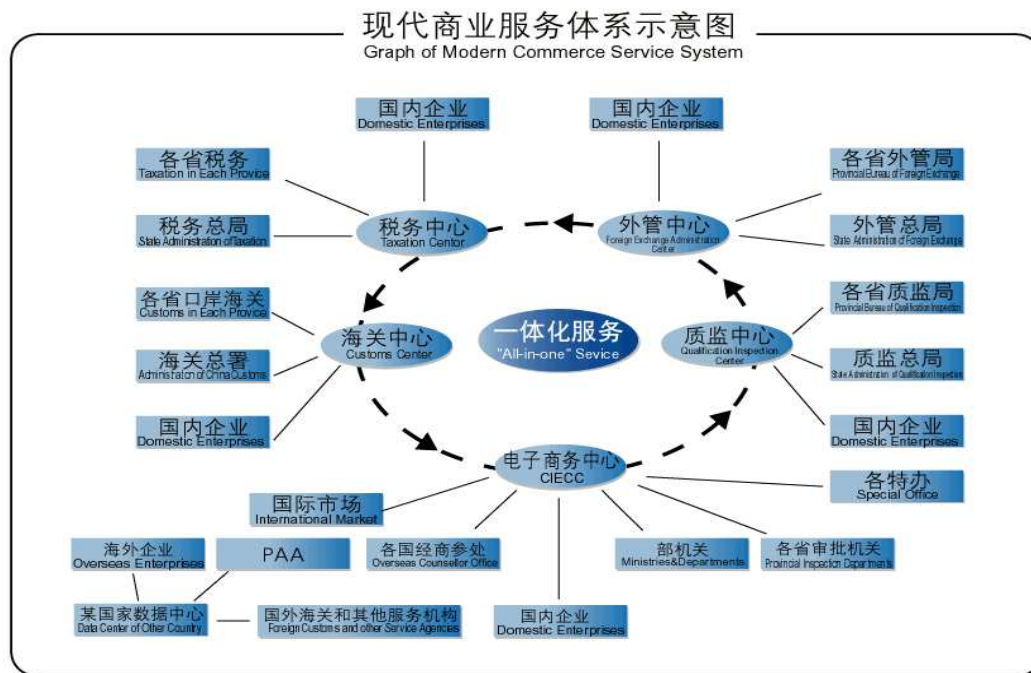 现代商业服务体系示意图
Graph of Modern Commerce Service System
国内企业
Domestic Enterprises
国内企业
Domestic Enterprises
各省税务
Taxation in Each Provice
各省外管局
Provincial Bureau of Foreign Exchange
税务总局
State Administration of Taxation
税务中心
Taxation Centor
外管中心
Foreign Exchange Administration
Center
外管总局
State Administration of Foreign Exchange
各省口岸海关
Customs in Each Provice
各省质监局
Provincial Bureau of Qualification Inspection
海关中心
Customs Center
一体化服务
"All-in-one" Sevice
质监中心
Qualification Inspection
Center
海关总署
Administration of China Customs
质监总局
State Administration of Qualification Inspection
国内企业
Domestic Enterprises
国内企业
Domestic Enterprises
电子商务中心
CIECC
各特办
Special Office
国际市场
International Market
海外企业
Overseas Enterprises
PAA
各国经商参处
Overseas Counsellor Office
部机关
Ministries&Departments
各省审批机关
Provincial Inspection Departments
某国家数据中心
Data Center of Other Country
国外海关和其他服务机构
Foreign Customs and other Service Agencies
国内企业
Domestic Enterprises